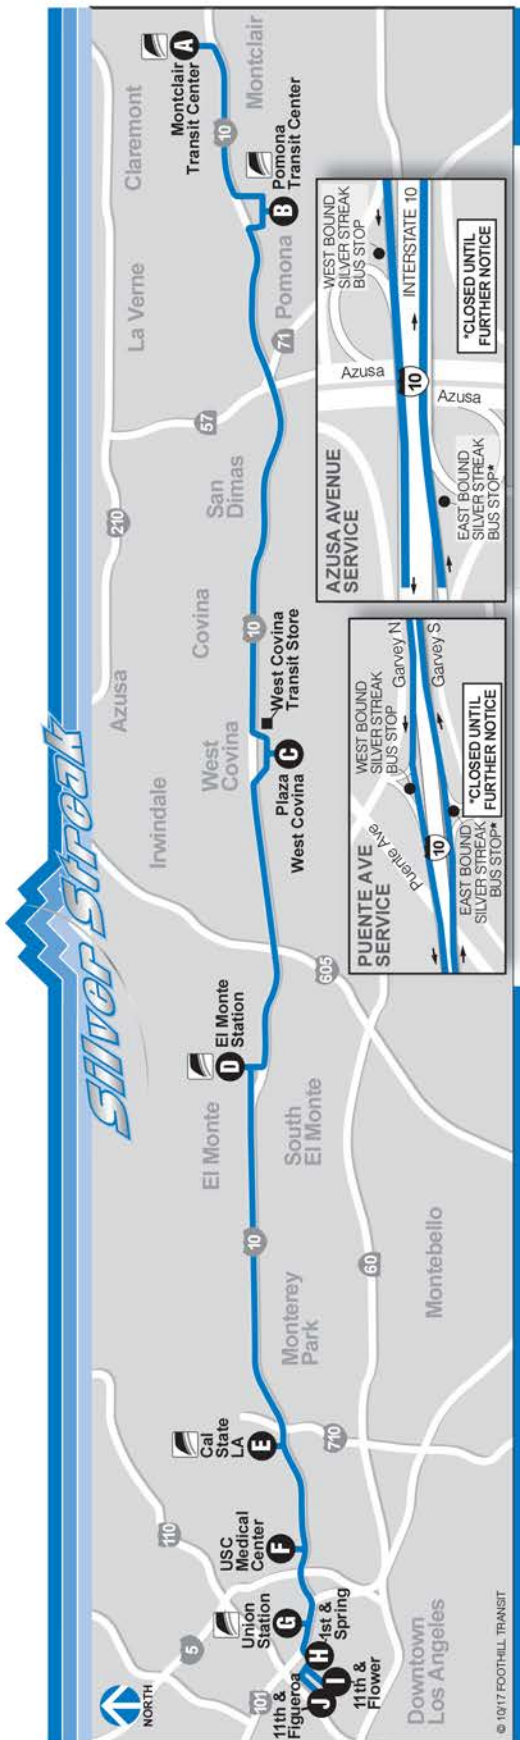 Silver Streak
NORTH
5
101
110
Downtown
Los Angeles
11th &
Figueroa
J
I
11th &
Flower
H
1st &
Spring
Union
Station
G
USC
Medical
Center
F
Cal
State
LA
E
710
Monterey
Park
10
60
Montebello
El Monte
South
El Monte
D
El Monte
Station
605
Irwindale
Azusa
210
West
Covina
Plaza
West Covina
C
West Covina
Transit Store
Covina
10
San
Dimas
57
La Verne
71
Pomona
B
Pomona
Transit Center
Claremont
10
Montclair
Transit Center
A
Montclair
PUENTE AVE
SERVICE
WEST BOUND
SILVER STREAK
BUS STOP
Puente Ave
10
Garvey N
Garvey S
EAST BOUND
SILVER STREAK
BUS STOP*
*CLOSED UNTIL
FURTHER NOTICE
AZUSA AVENUE
SERVICE
WEST BOUND
SILVER STREAK
BUS STOP
Azusa
10
INTERSTATE 10
Azusa
EAST BOUND
SILVER STREAK
BUS STOP*
*CLOSED UNTIL
FURTHER NOTICE
© 10/17 FOOTHILL TRANSIT